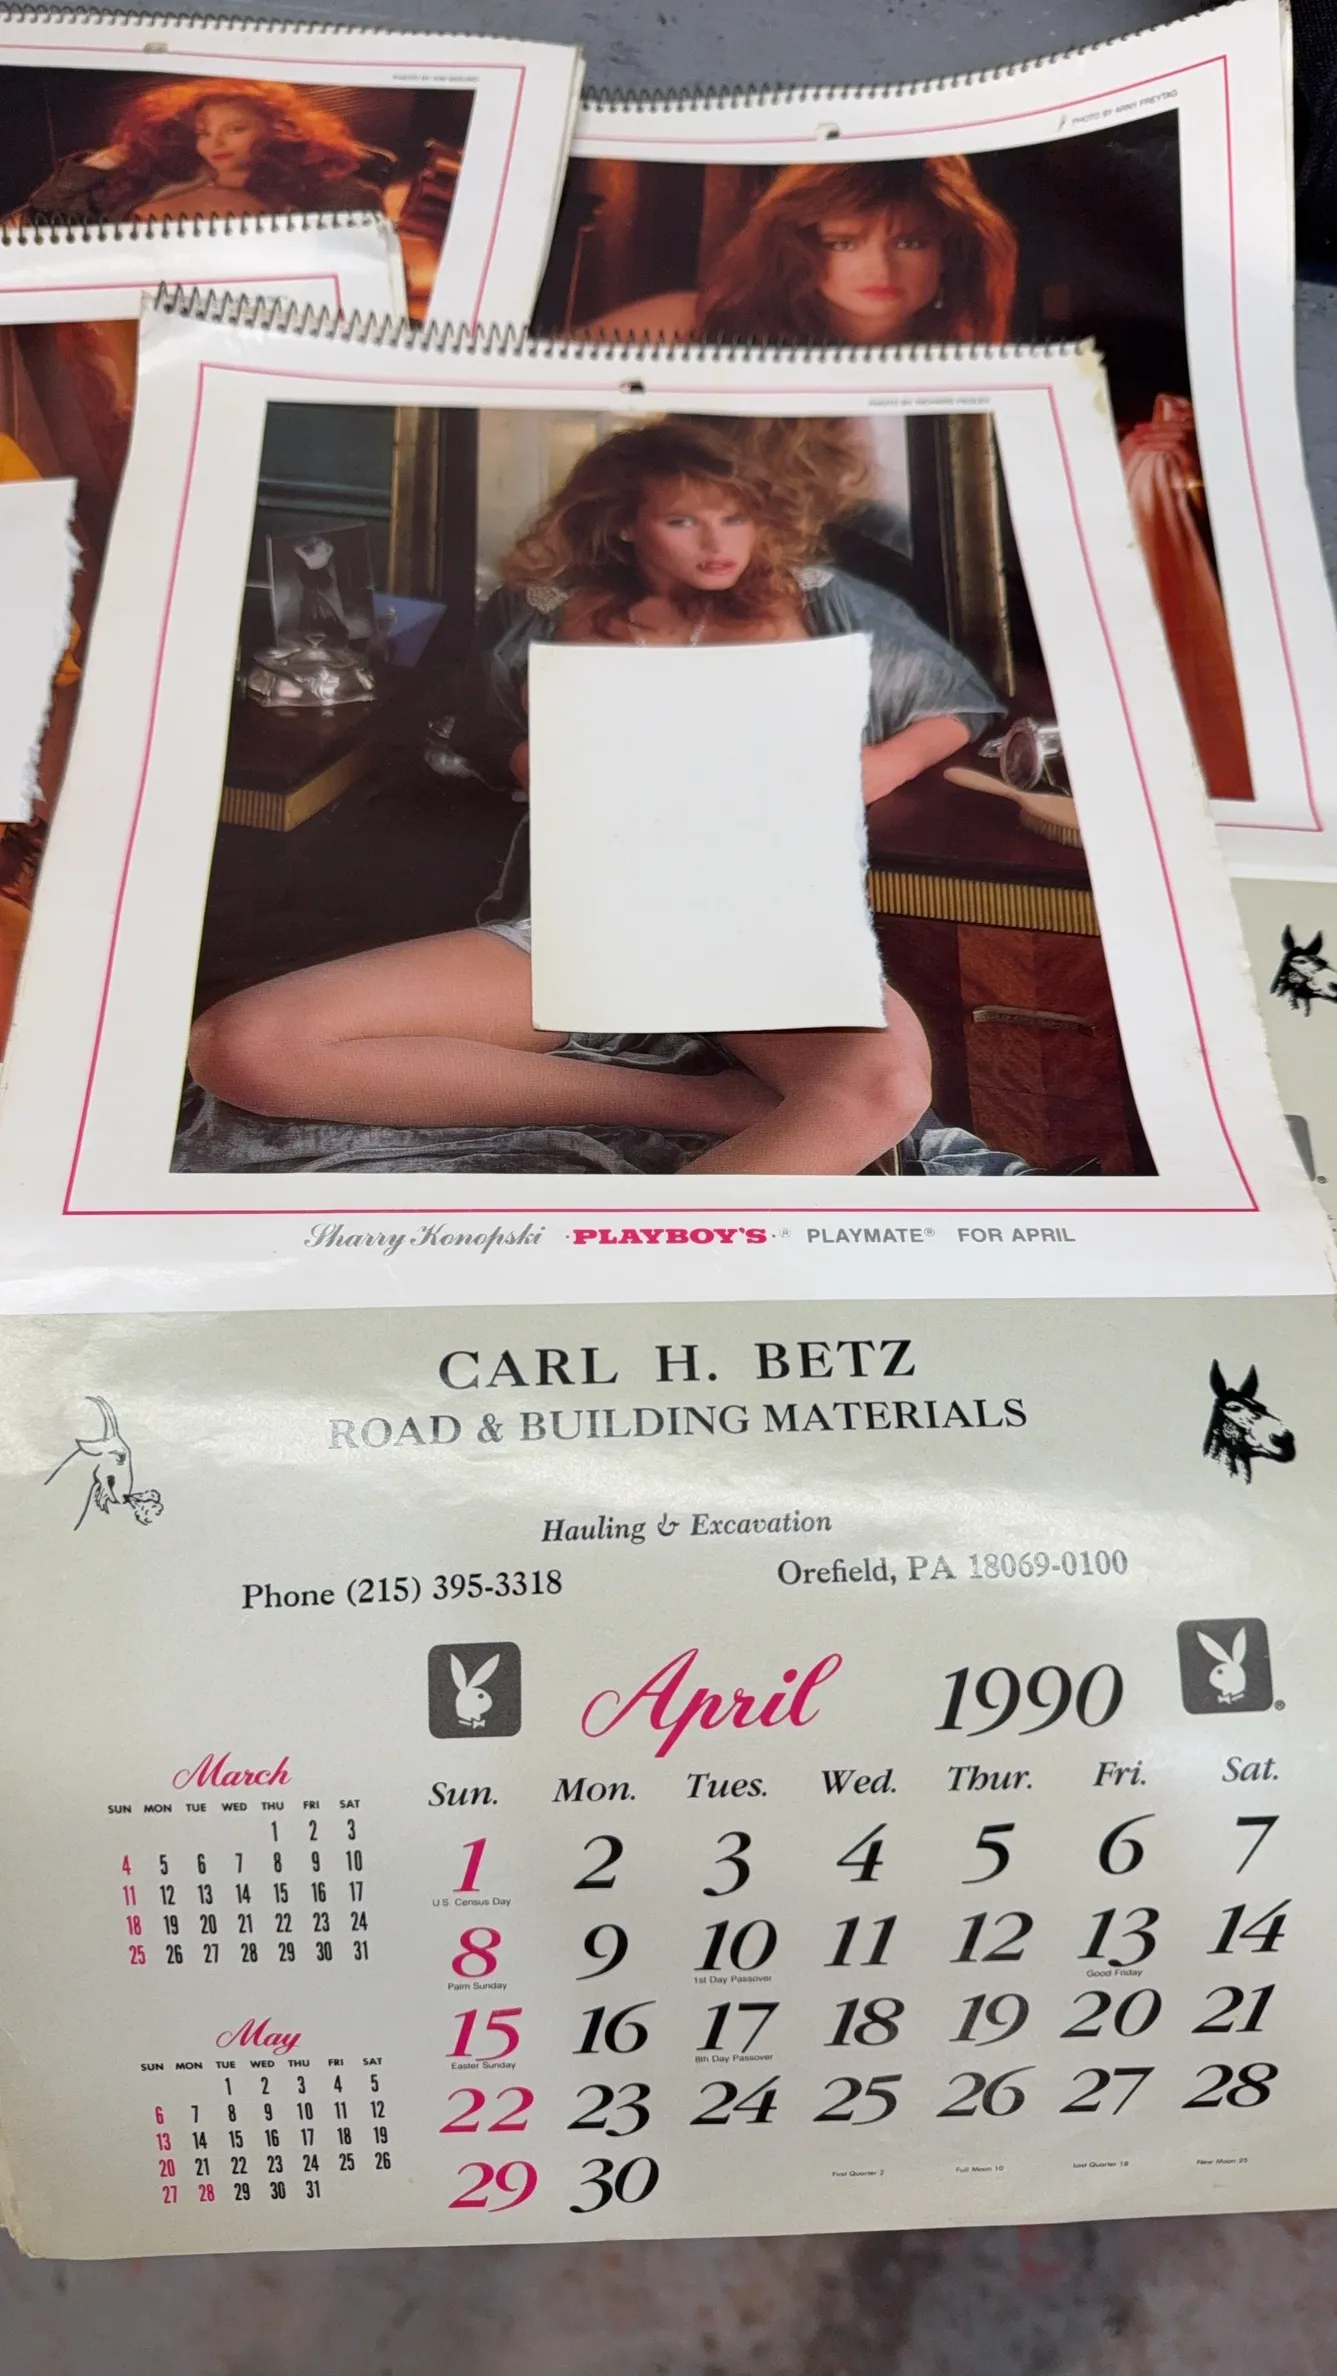 PHOTO BY ARNY FREYTAG
Sharry Konopski ·PLAYBOY'S·® PLAYMATE® FOR APRIL
CARL H. BETZ
ROAD & BUILDING MATERIALS
Hauling & Excavation
Phone (215) 395-3318 Orefield, PA 18069-0100
April 1990
®
March
SUN MON TUE WED THU FRI SAT
1 2 3
4 5 6 7 8 9 10
11 12 13 14 15 16 17
18 19 20 21 22 23 24
25 26 27 28 29 30 31
May
SUN MON TUE WED THU FRI SAT
1 2 3 4 5
6 7 8 9 10 11 12
13 14 15 16 17 18 19
20 21 22 23 24 25 26
27 28 29 30 31
Sun. Mon. Tues. Wed. Thur. Fri. Sat.
1 2 3 4 5 6 7
U.S. Census Day
8 9 10 11 12 13 14
Palm Sunday 1st Day Passover Good Friday
15 16 17 18 19 20 21
Easter Sunday 8th Day Passover
22 23 24 25 26 27 28
29 30
First Quarter 2 Full Moon 10 Last Quarter 18 New Moon 25